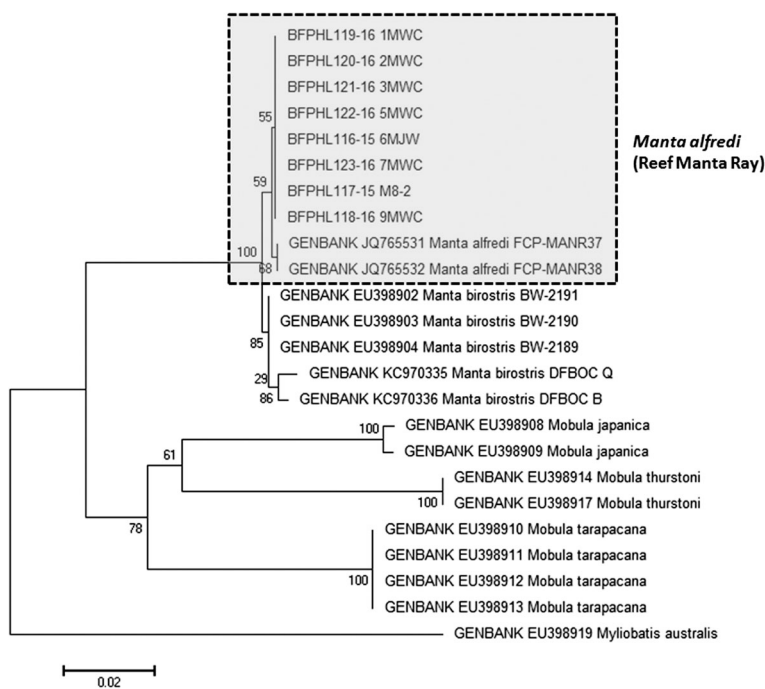 BFPHL119-16 1MWC
BFPHL120-16 2MWC
BFPHL121-16 3MWC
BFPHL122-16 5MWC
BFPHL116-15 6MJW
BFPHL123-16 7MWC
BFPHL117-15 M8-2
BFPHL118-16 9MWC
GENBANK JQ765531 Manta alfredi FCP-MANR37
GENBANK JQ765532 Manta alfredi FCP-MANR38
GENBANK EU398902 Manta birostris BW-2191
GENBANK EU398903 Manta birostris BW-2190
GENBANK EU398904 Manta birostris BW-2189
GENBANK KC970335 Manta birostris DFBOC Q
GENBANK KC970336 Manta birostris DFBOC B
GENBANK EU398908 Mobula japanica
GENBANK EU398909 Mobula japanica
GENBANK EU398914 Mobula thurstoni
GENBANK EU398917 Mobula thurstoni
GENBANK EU398910 Mobula tarapacana
GENBANK EU398911 Mobula tarapacana
GENBANK EU398912 Mobula tarapacana
GENBANK EU398913 Mobula tarapacana
GENBANK EU398919 Myliobatis australis
Manta alfredi
(Reef Manta Ray)
55
59
100
68
85
29
86
100
61
100
78
100
0.02